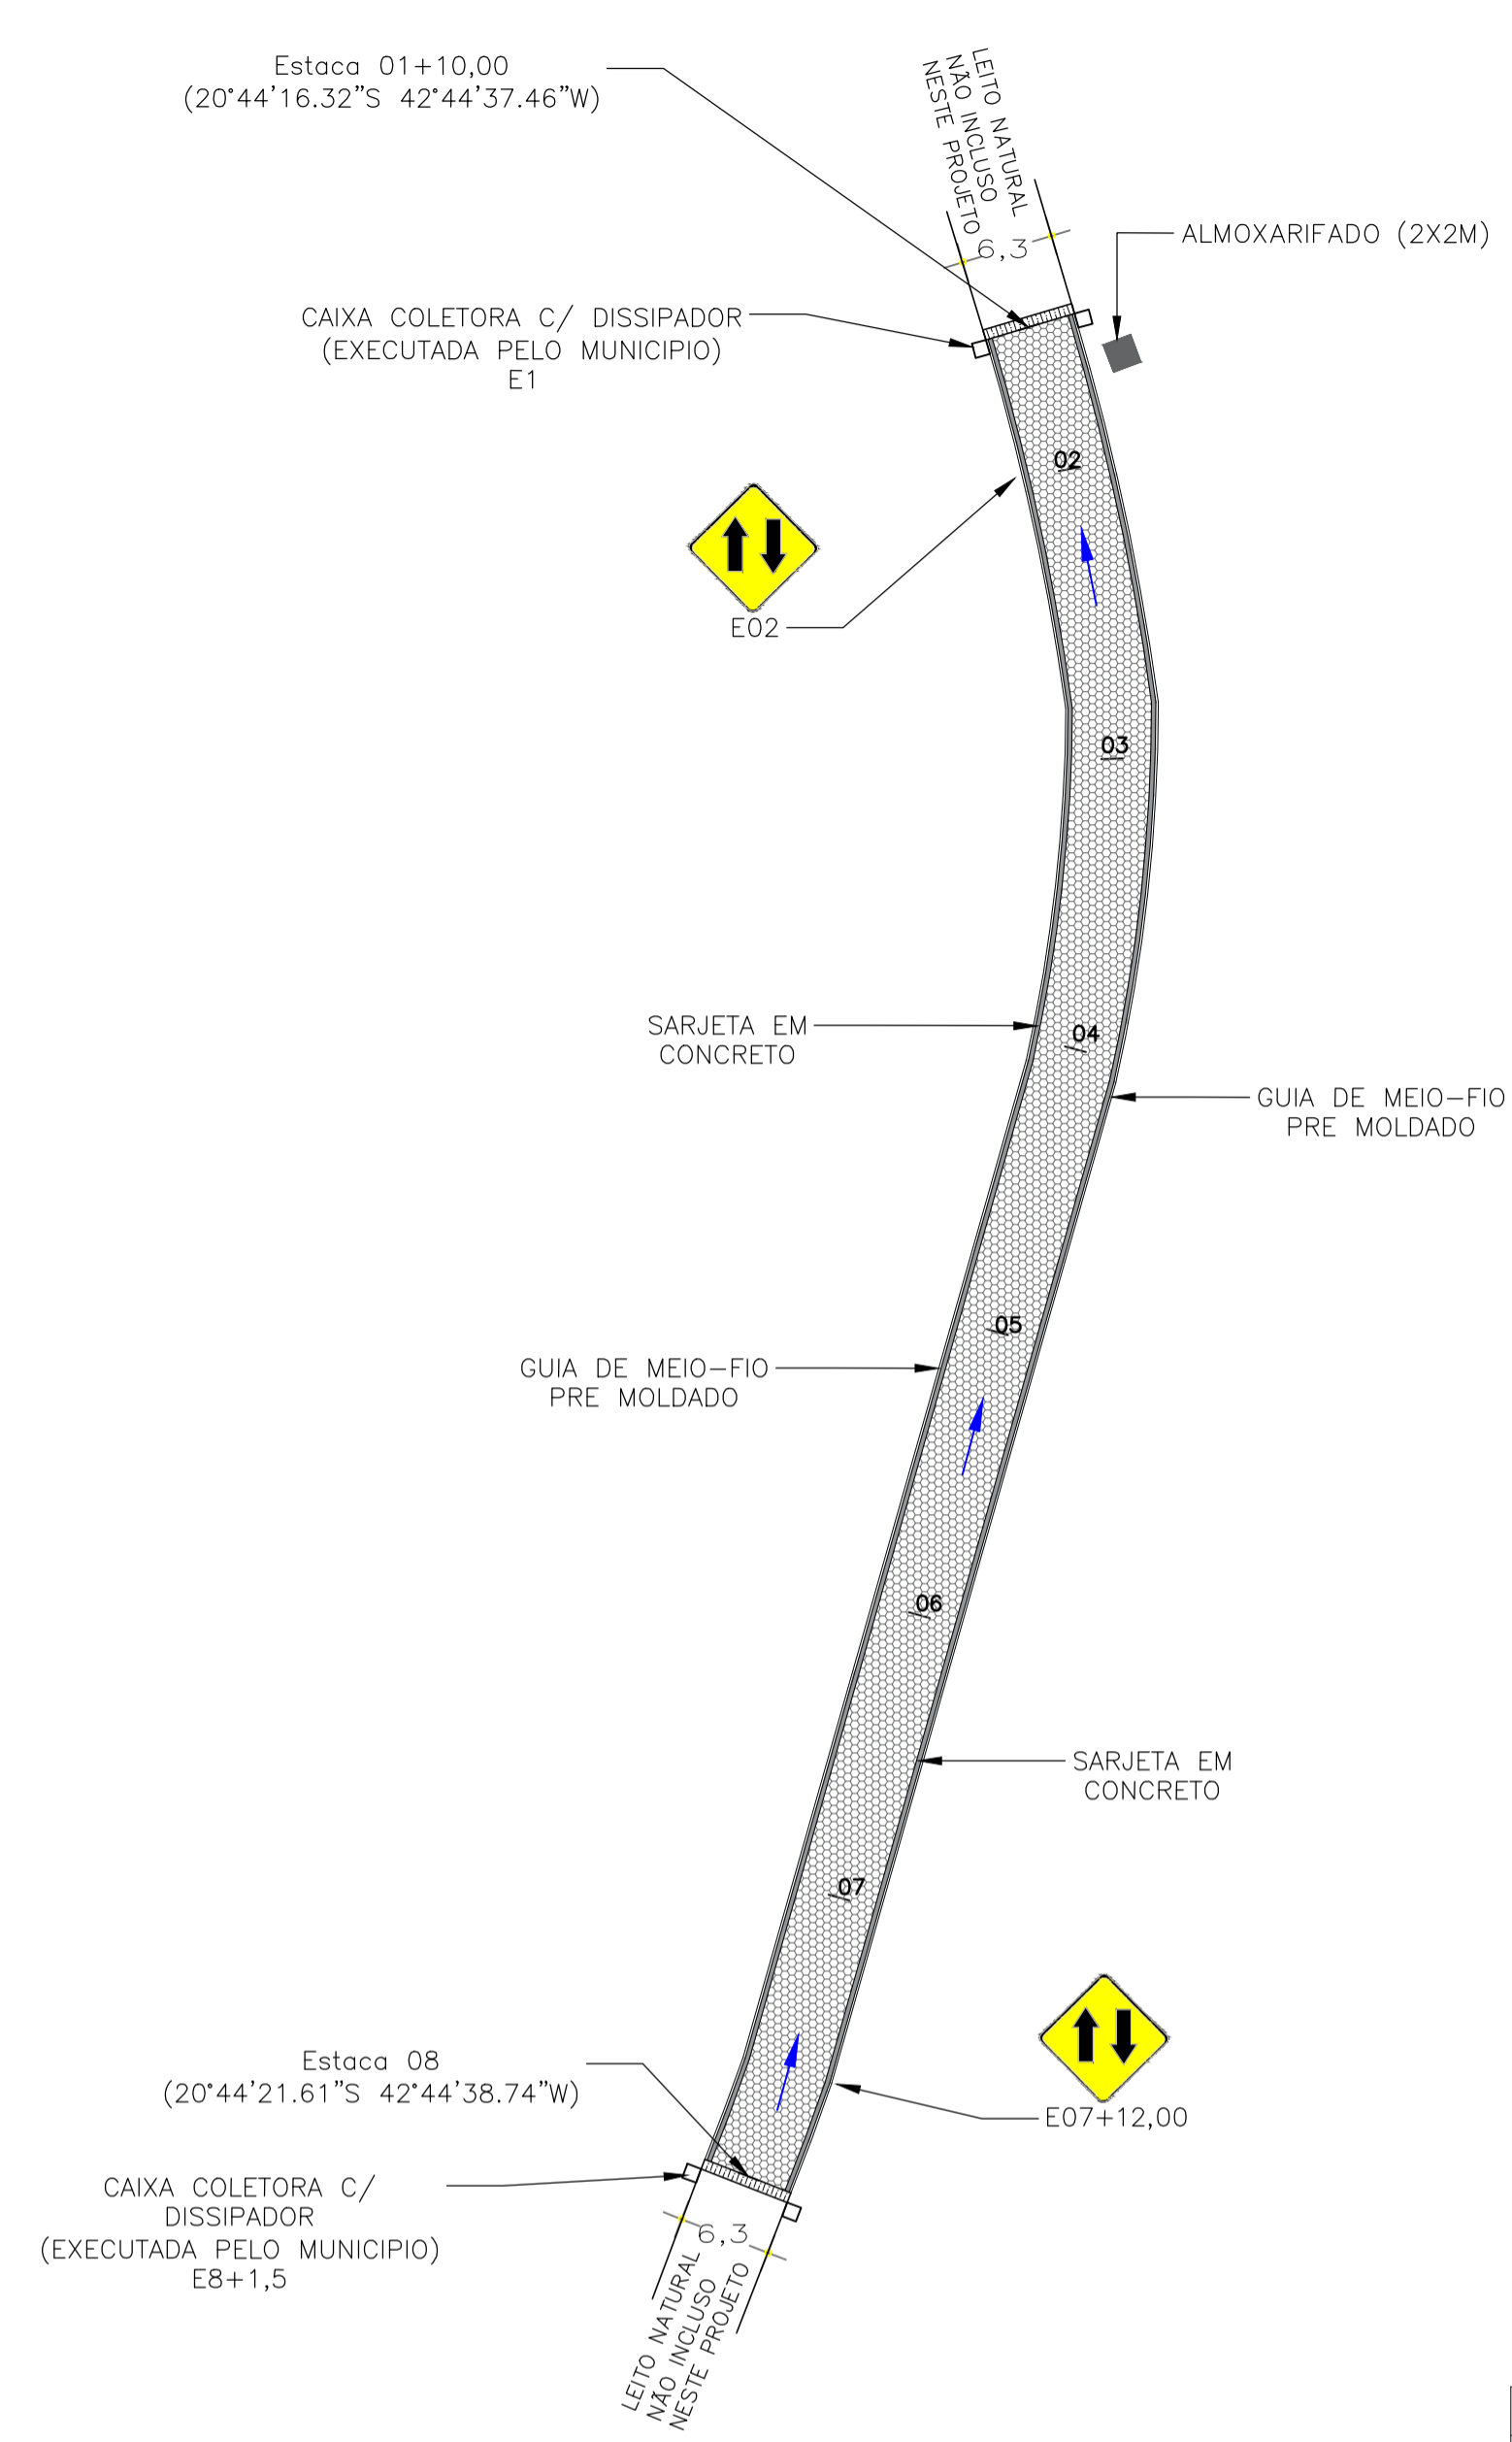 Estaca 01+10,00
(20°44'16.32"S 42°44'37.46"W)
LEITO NATURAL
NÃO INCLUSO
NESTE PROJETO
6,3
ALMOXARIFADO (2X2M)
CAIXA COLETORA C/ DISSIPADOR
(EXECUTADA PELO MUNICIPIO)
E1
02
E02
03
SARJETA EM
CONCRETO
04
GUIA DE MEIO-FIO
PRE MOLDADO
05
GUIA DE MEIO-FIO
PRE MOLDADO
06
SARJETA EM
CONCRETO
07
Estaca 08
(20°44'21.61"S 42°44'38.74"W)
E07+12,00
CAIXA COLETORA C/
DISSIPADOR
(EXECUTADA PELO MUNICIPIO)
E8+1,5
6,3
LEITO NATURAL
NÃO INCLUSO
NESTE PROJETO